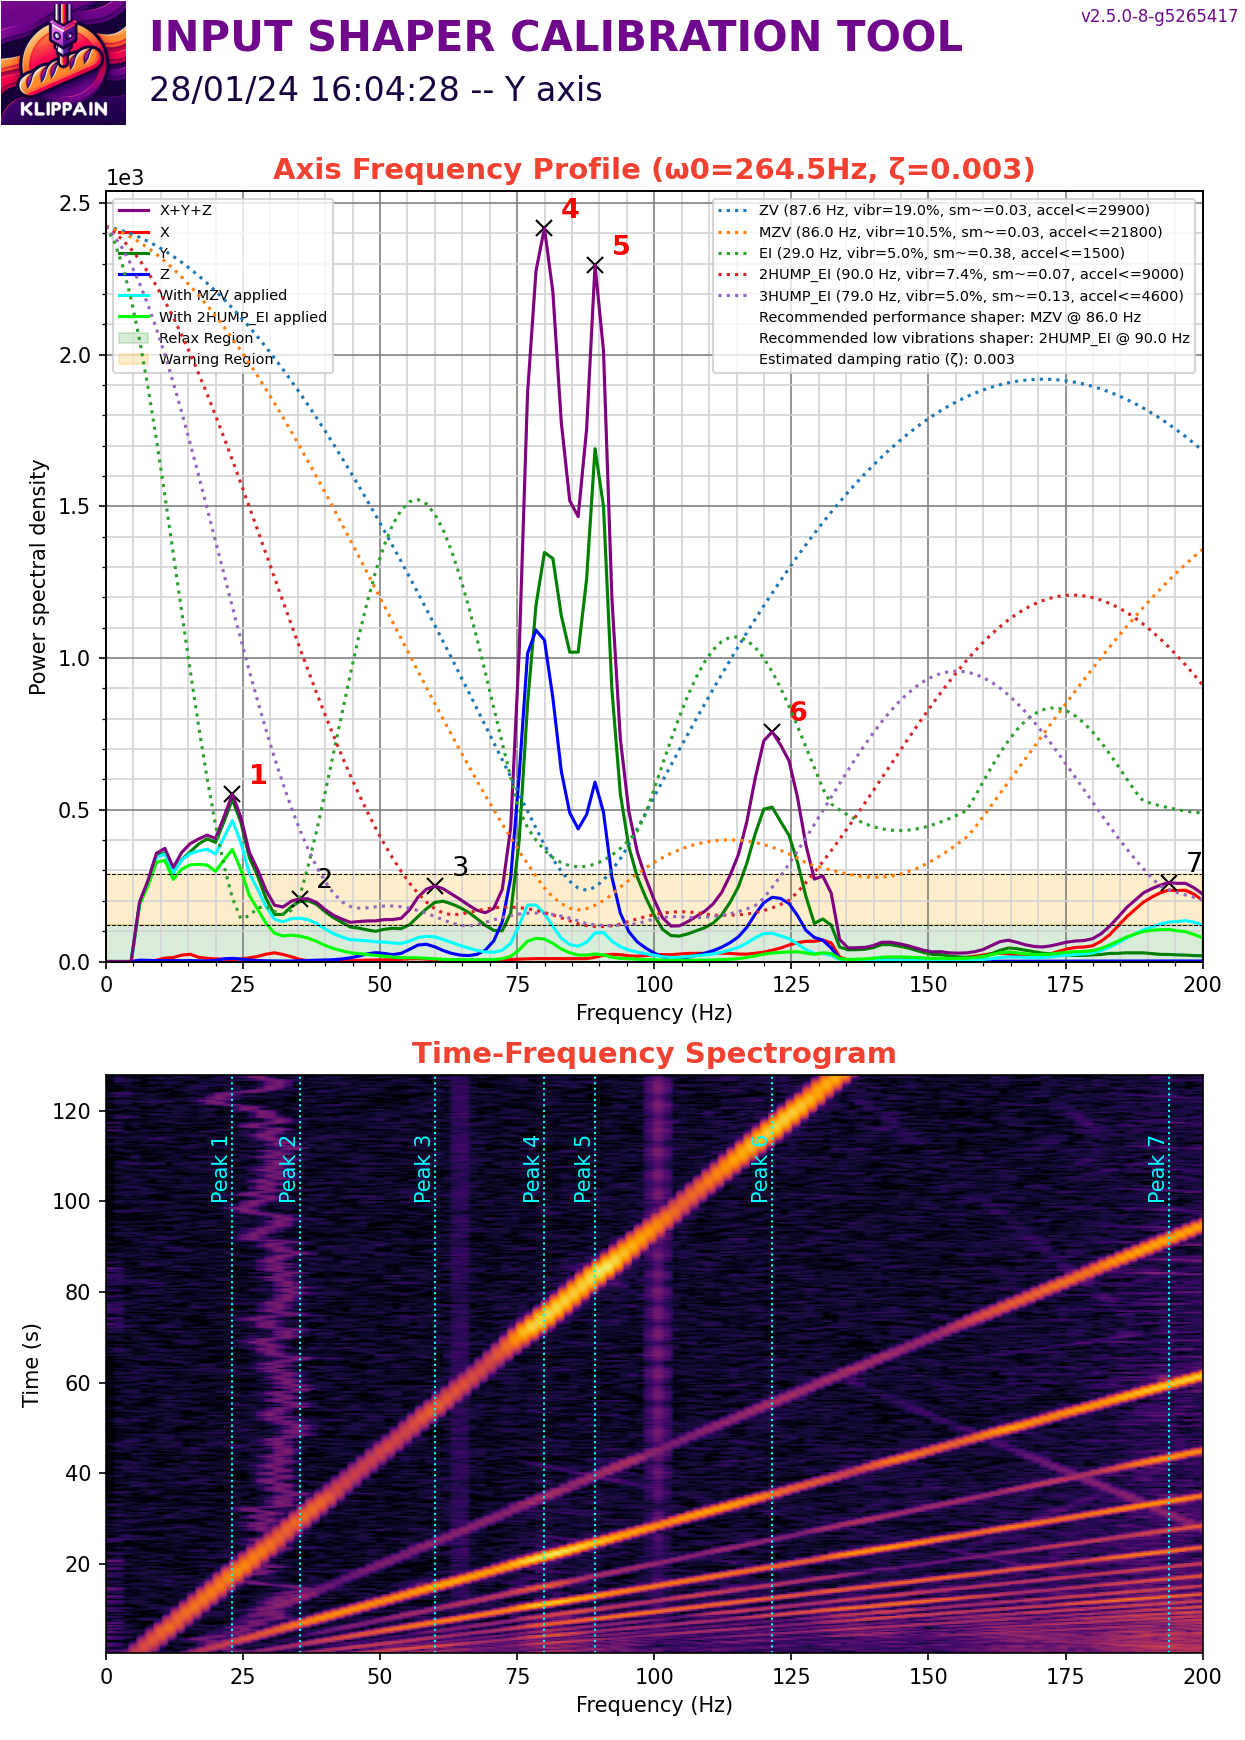 KLIPPAIN
INPUT SHAPER CALIBRATION TOOL
28/01/24 16:04:28 -- Y axis
v2.5.0-8-g5265417
Axis Frequency Profile (ω0=264.5Hz, ζ=0.003)
1e3
2.5
2.0
1.5
1.0
0.5
0.0
Power spectral density
X+Y+Z
X
Y
Z
With MZV applied
With 2HUMP_EI applied
Relax Region
Warning Region
ZV (87.6 Hz, vibr=19.0%, sm~=0.03, accel<=29900)
MZV (86.0 Hz, vibr=10.5%, sm~=0.03, accel<=21800)
EI (29.0 Hz, vibr=5.0%, sm~=0.38, accel<=1500)
2HUMP_EI (90.0 Hz, vibr=7.4%, sm~=0.07, accel<=9000)
3HUMP_EI (79.0 Hz, vibr=5.0%, sm~=0.13, accel<=4600)
Recommended performance shaper: MZV @ 86.0 Hz
Recommended low vibrations shaper: 2HUMP_EI @ 90.0 Hz
Estimated damping ratio (ζ): 0.003
1
2
3
4
5
6
7
0 25 50 75 100 125 150 175 200
Frequency (Hz)
Time-Frequency Spectrogram
120
100
80
60
40
20
Time (s)
Peak 1
Peak 2
Peak 3
Peak 4
Peak 5
Peak 6
Peak 7
0 25 50 75 100 125 150 175 200
Frequency (Hz)